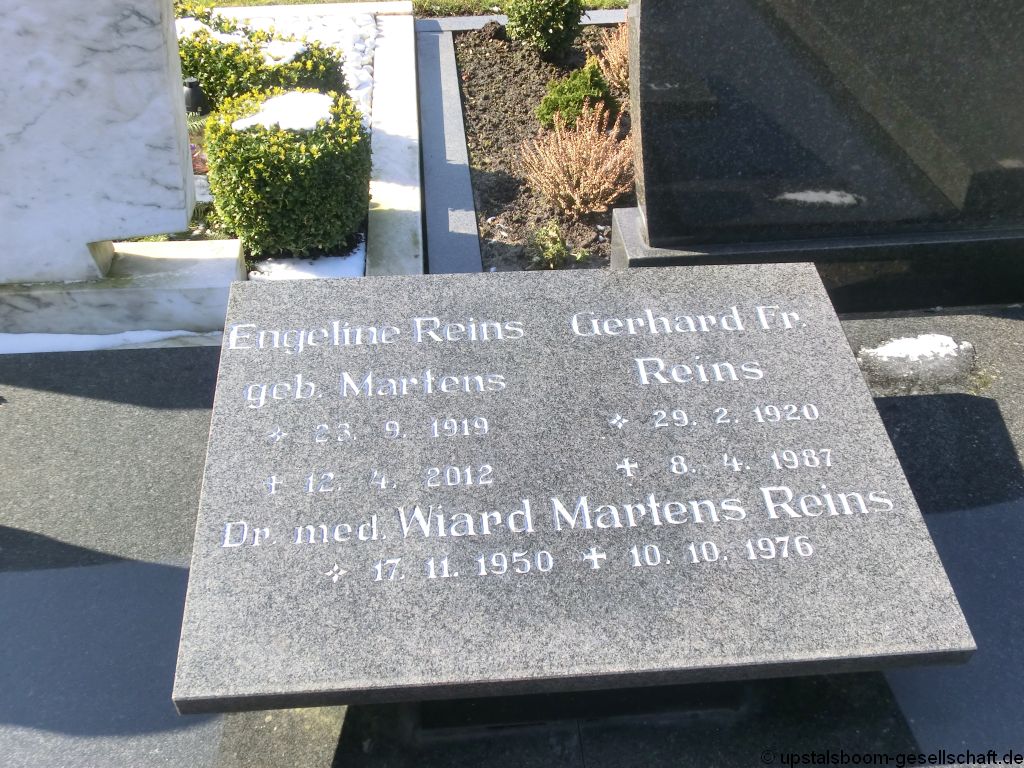 Engeline Reins
geb. Martens
✧ 23. 9. 1919
✝ 12. 4. 2012
Gerhard Fr.
Reins
✧ 29. 2. 1920
✝ 8. 4. 1987
Dr. med. Wiard Martens Reins
✧ 17. 11. 1950 ✝ 10. 10. 1976
© upstalsboom-gesellschaft.de